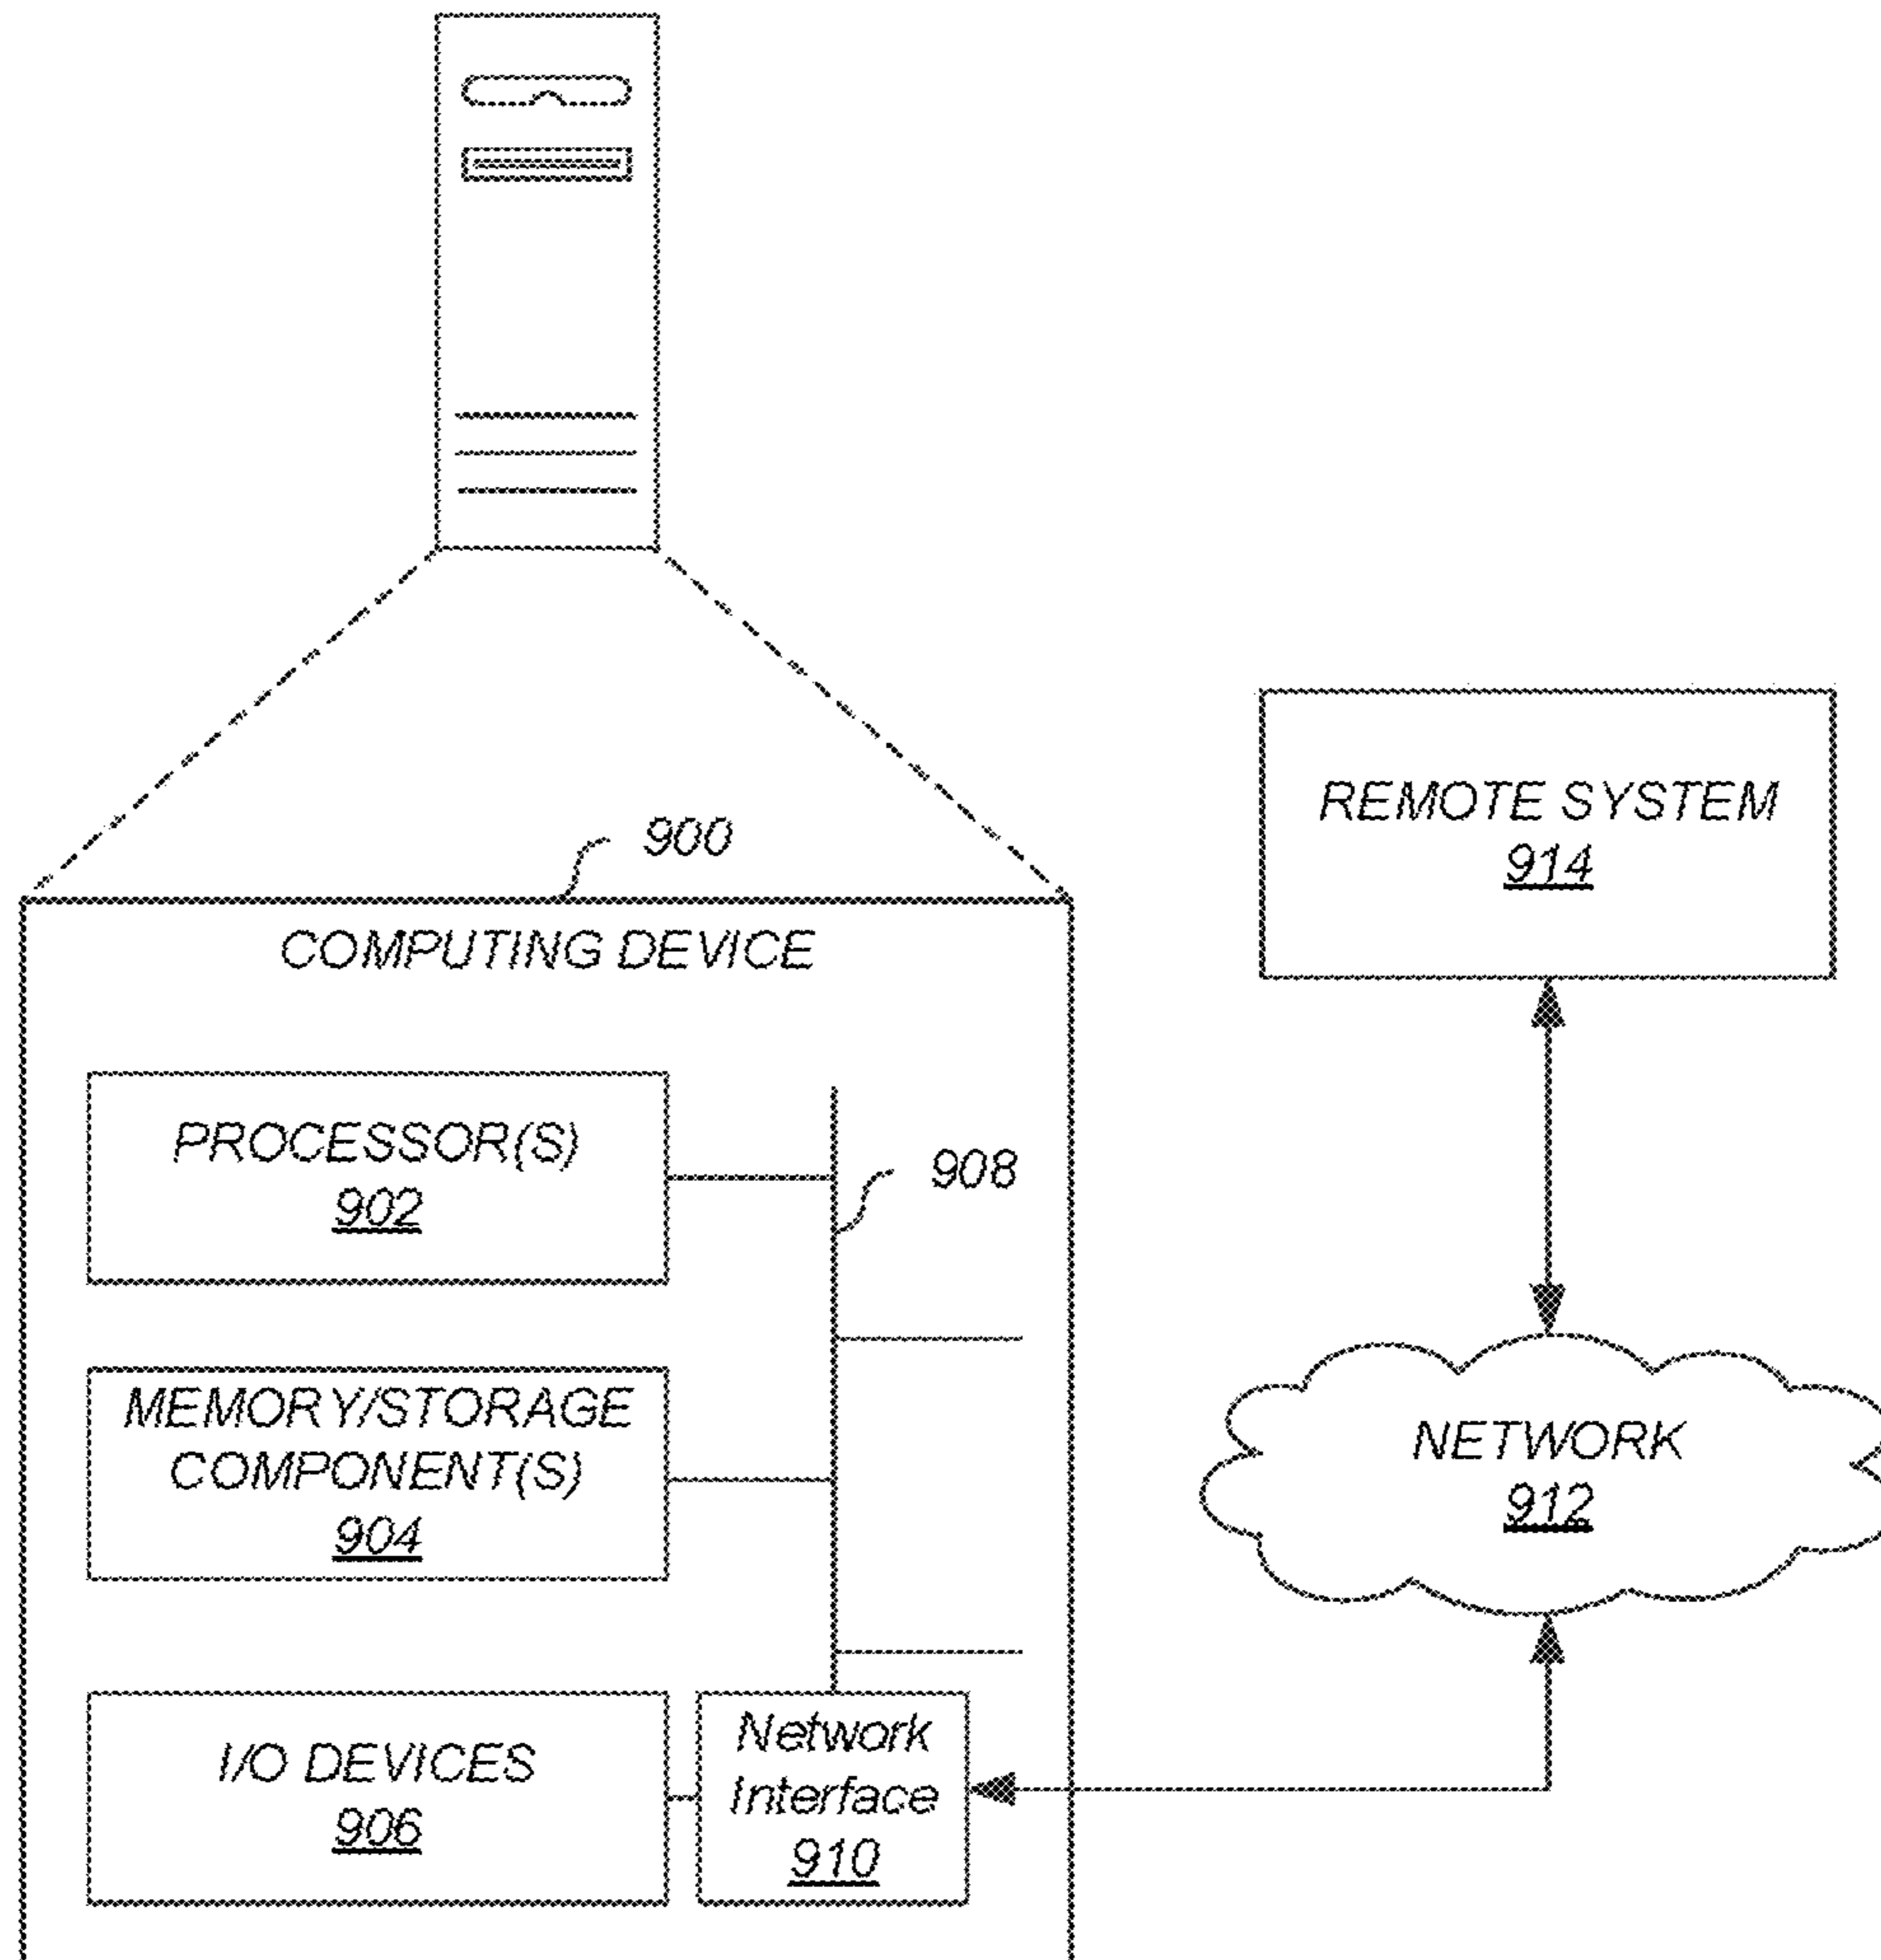 900
COMPUTING DEVICE
PROCESSOR(S)
902
908
MEMORY/STORAGE
COMPONENT(S)
904
I/O DEVICES
906
Network
Interface
910
REMOTE SYSTEM
914
NETWORK
912